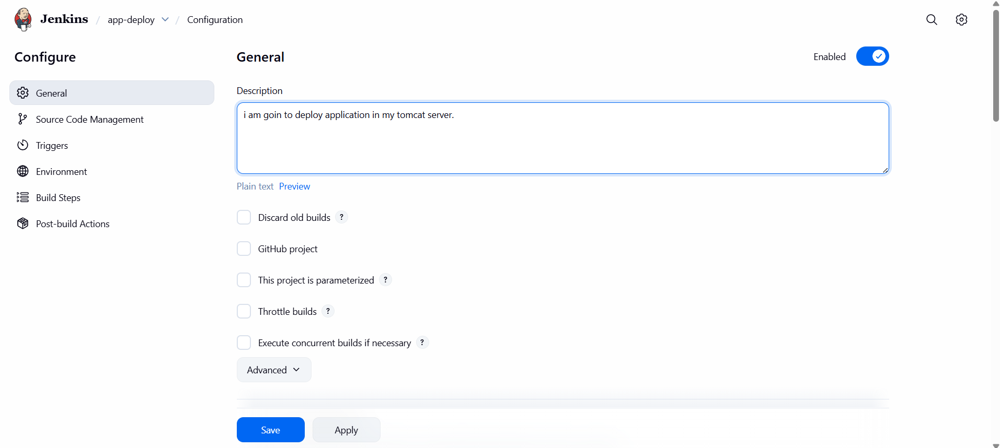 Jenkins / app-deploy / Configuration
Configure
General
Source Code Management
Triggers
Environment
Build Steps
Post-build Actions
General
Enabled
Description
i am goin to deploy application in my tomcat server.
Plain text Preview
Discard old builds ?
GitHub project
This project is parameterized ?
Throttle builds ?
Execute concurrent builds if necessary ?
Advanced
Save Apply